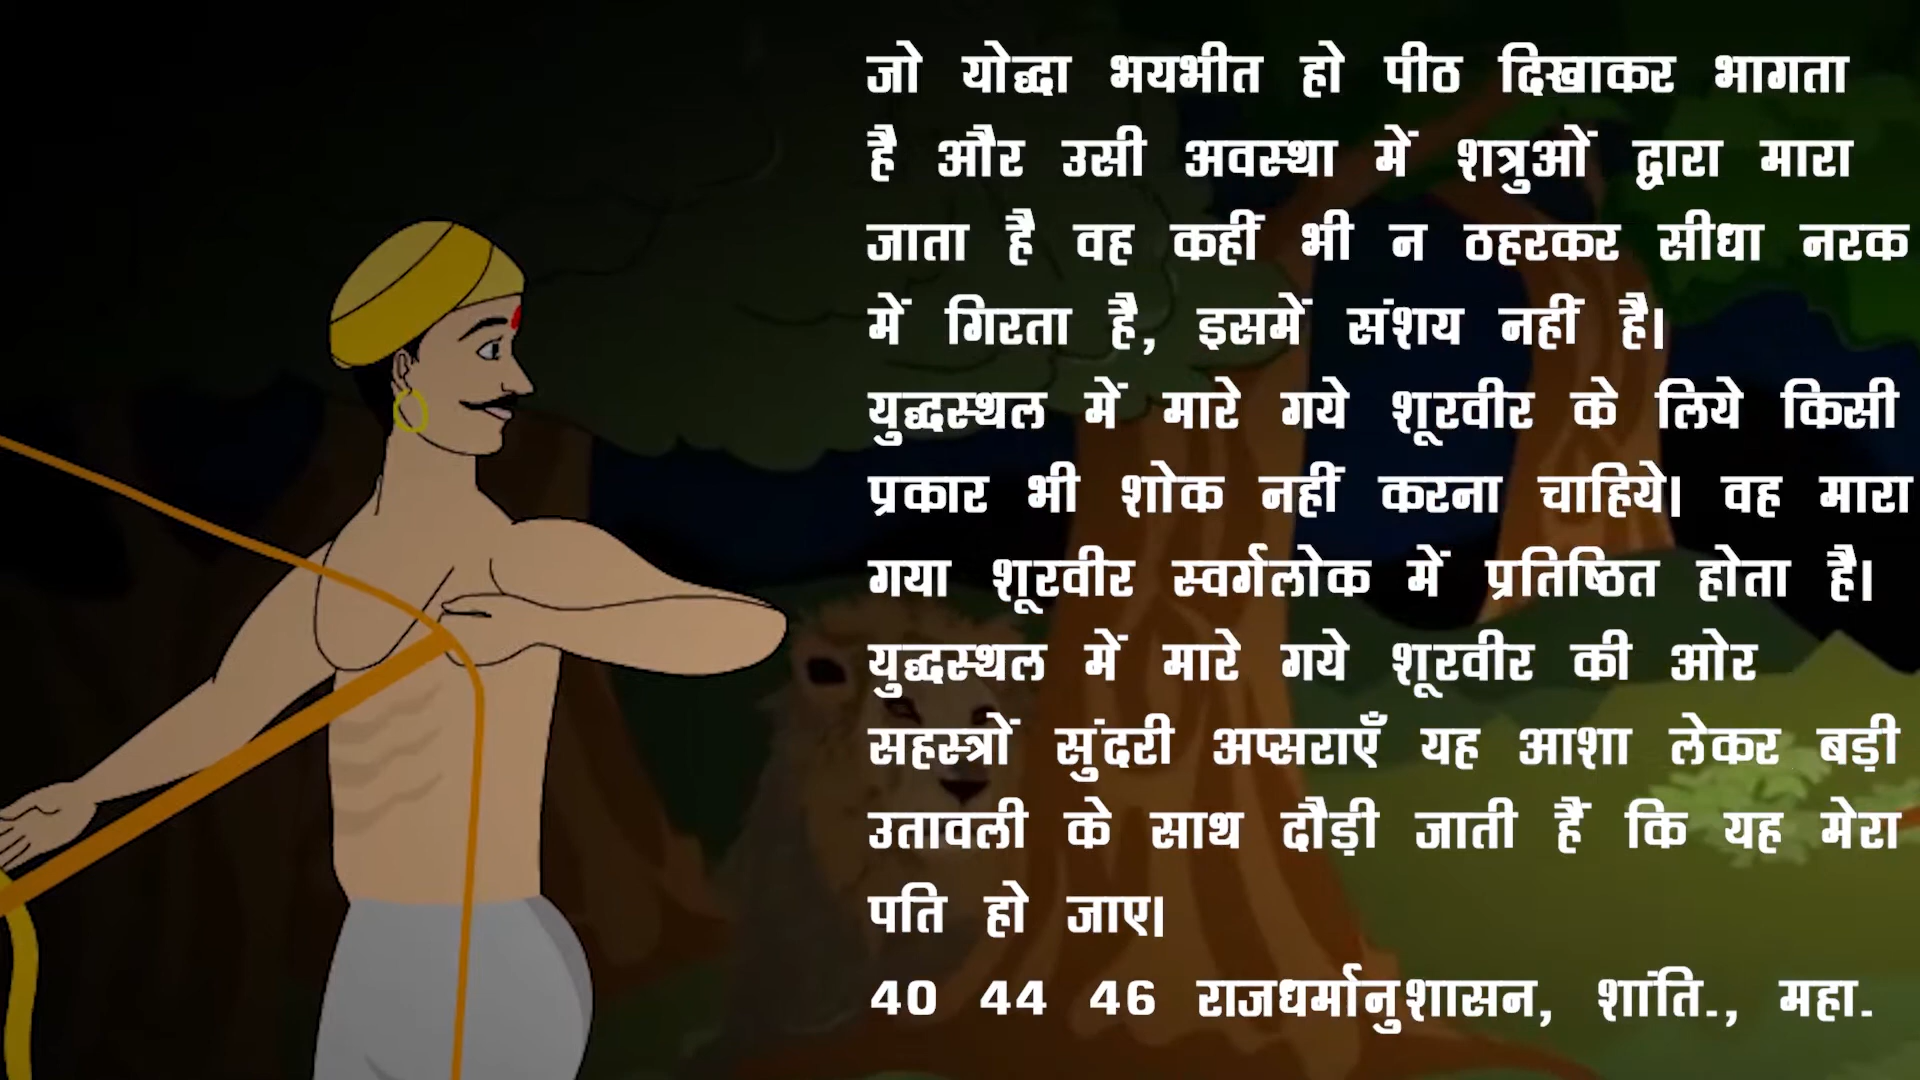 जो योद्धा भयभीत हो पीठ दिखाकर भागता
है और उसी अवस्था में शत्रुओं द्वारा मारा
जाता है वह कहीं भी न ठहरकर सीधा नरक
में गिरता है, इसमें संशय नहीं है।
युद्धस्थल में मारे गये शूरवीर के लिये किसी
प्रकार भी शोक नहीं करना चाहिये। वह मारा
गया शूरवीर स्वर्गलोक में प्रतिष्ठित होता है।
युद्धस्थल में मारे गये शूरवीर की ओर
सहस्त्रों सुंदरी अप्सराएँ यह आशा लेकर बड़ी
उतावली के साथ दौड़ी जाती हैं कि यह मेरा
पति हो जाए।
40 44 46 राजधर्मानुशासन, शांति., महा.